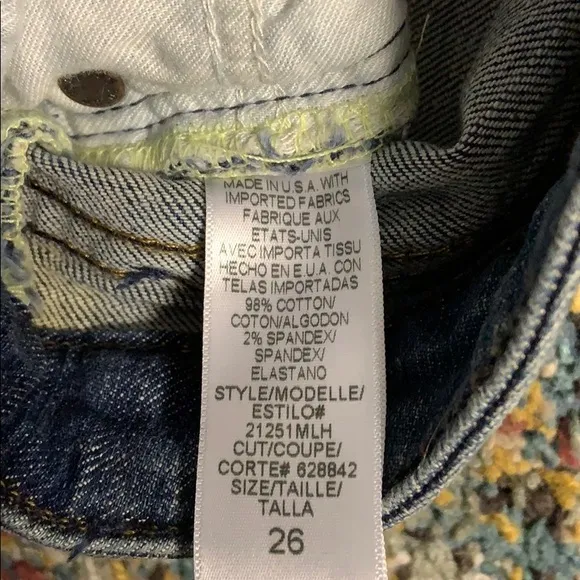 MADE IN U.S.A. WITH
IMPORTED FABRICS
FABRIQUE AUX
ETATS-UNIS
AVEC IMPORTA TISSU
HECHO EN E.U.A. CON
TELAS IMPORTADAS
98% COTTON/
COTON/ALGODON
2% SPANDEX/
SPANDEX/
ELASTANO
STYLE/MODELLE/
ESTILO#
21251MLH
CUT/COUPE/
CORTE# 628842
SIZE/TAILLE/
TALLA
26